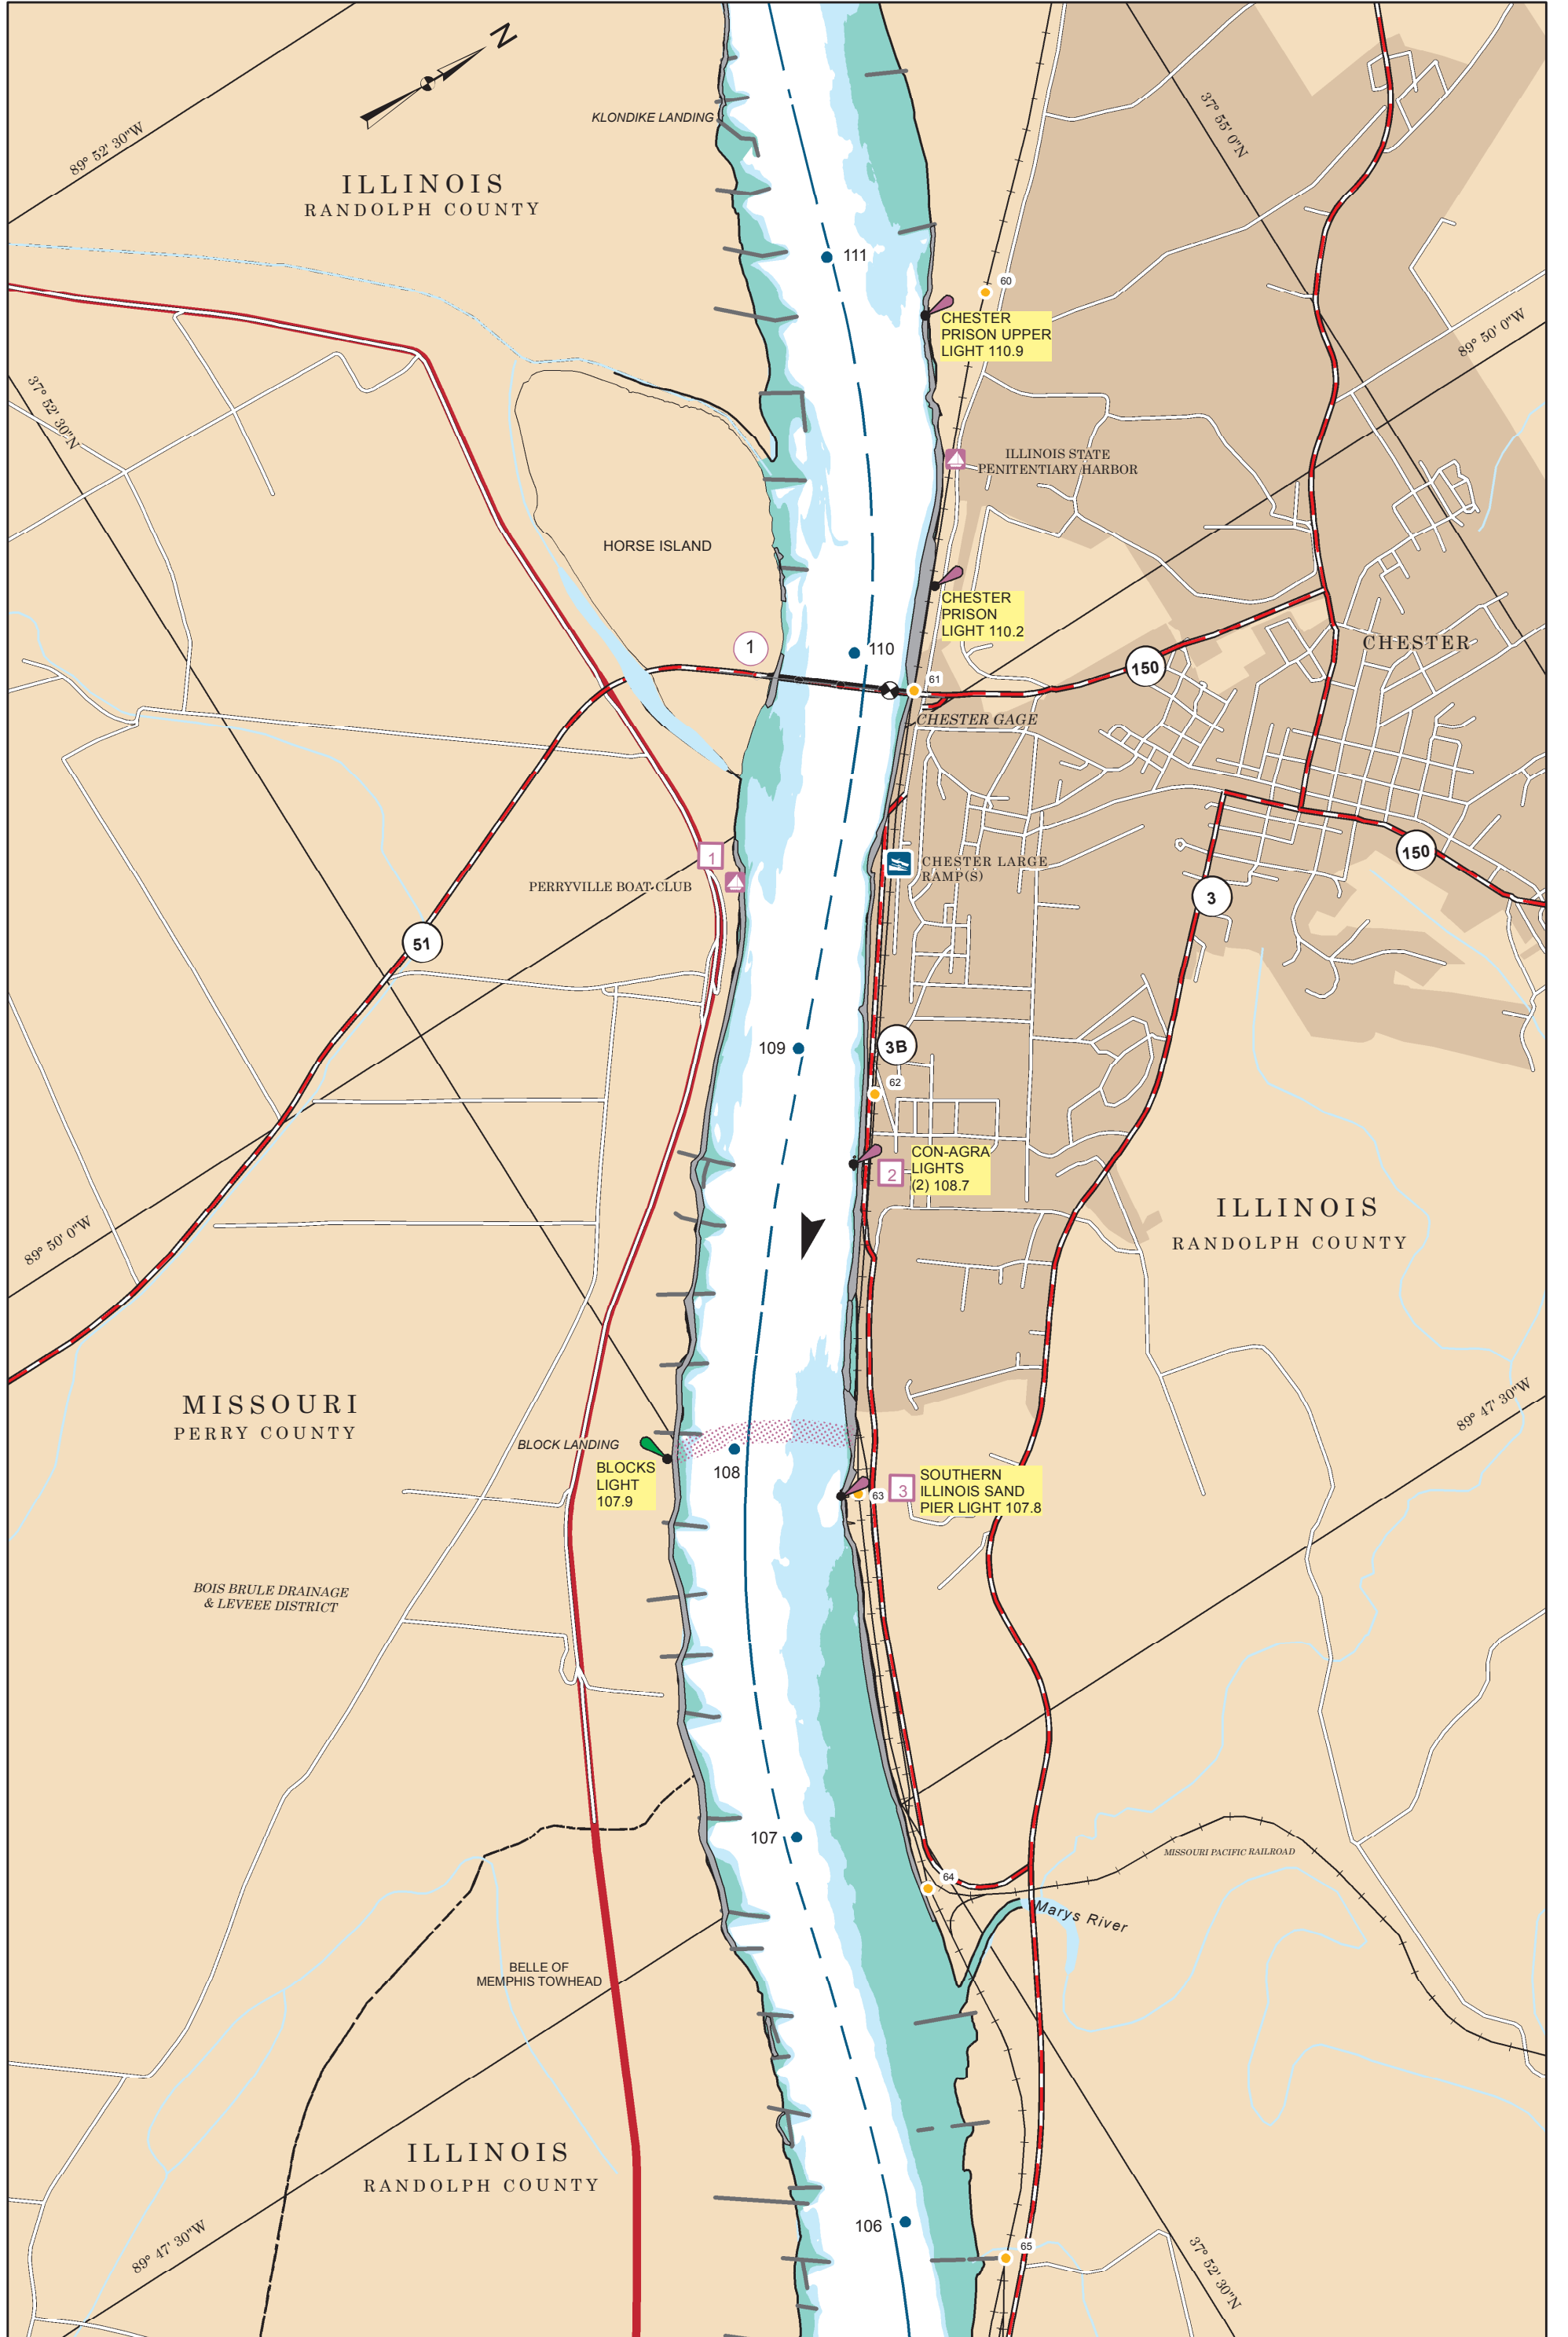 N
KLONDIKE LANDING
89° 52' 30"W
37° 55' 0"N
ILLINOIS
RANDOLPH COUNTY
111
60
CHESTER
PRISON UPPER
LIGHT 110.9
89° 50' 0"W
37° 52' 30"N
ILLINOIS STATE
PENITENTIARY HARBOR
HORSE ISLAND
CHESTER
PRISON
LIGHT 110.2
CHESTER
1
110
150
61
CHESTER GAGE
1
150
CHESTER LARGE
RAMP(S)
PERRYVILLE BOAT CLUB
3
51
109
3B
62
CON-AGRA
LIGHTS
(2) 108.7
2
ILLINOIS
RANDOLPH COUNTY
89° 50' 0"W
MISSOURI
PERRY COUNTY
89° 47' 30"W
BLOCK LANDING
BLOCKS
LIGHT
107.9
108
63
3
SOUTHERN
ILLINOIS SAND
PIER LIGHT 107.8
BOIS BRULE DRAINAGE
& LEVEEE DISTRICT
107
MISSOURI PACIFIC RAILROAD
64
Marys River
BELLE OF
MEMPHIS TOWHEAD
ILLINOIS
RANDOLPH COUNTY
106
65
89° 47' 30"W
37° 52' 30"N